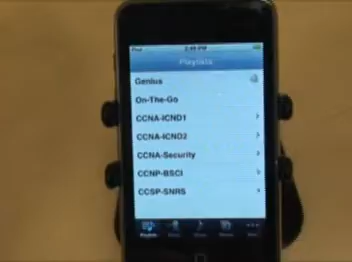 Playlists
Genius
On-The-Go
CCNA-ICND1
CCNA-ICND2
CCNA-Security
CCNP-BSCI
CCSP-SNRS
Playlists